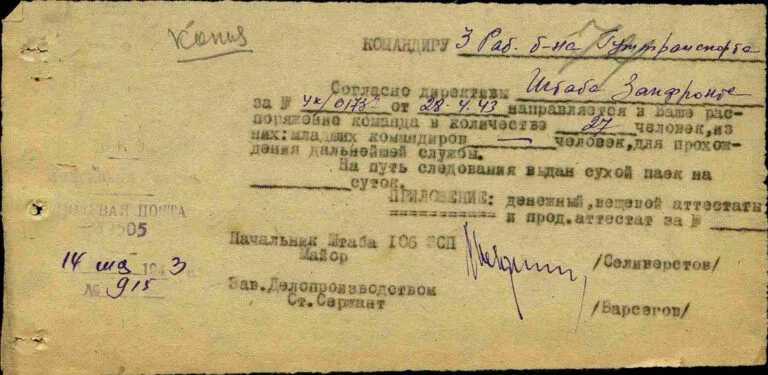 Копия
КОМАНДИРУ 3 Раб. б-на
Согласно директивы Штаба Запфронта
за № 4к/0173 от 28.4.43 направляется в Ваше рас-
поряжение команда в количестве 27 человек, из
них: младших командиров — человек, для прохож-
дения дальнейшей службы.
На путь следования выдан сухой паек на
суток.
ПРИЛОЖЕНИЕ: денежный, вещевой аттестаты
и прод.аттестат за №
ПОЛЕВАЯ ПОЧТА
505
14 мая 1943
№ 915
Начальник Штаба 106 ЗСП
Майор /Селиверстов/
Зав.Делопроизводством
Ст.Сержант /Барсегов/